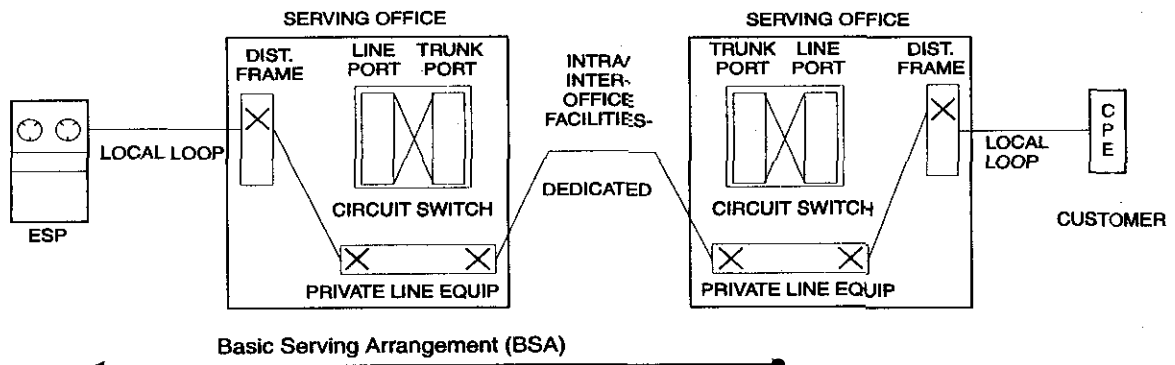 SERVING OFFICE
SERVING OFFICE
DIST.
FRAME
LINE
PORT
TRUNK
PORT
INTRA/
INTER-
OFFICE
FACILITIES-
TRUNK
PORT
LINE
PORT
DIST.
FRAME
CPE
LOCAL LOOP
LOCAL
LOOP
DEDICATED
CIRCUIT SWITCH
CIRCUIT SWITCH
CUSTOMER
ESP
PRIVATE LINE EQUIP
PRIVATE LINE EQUIP
Basic Serving Arrangement (BSA)